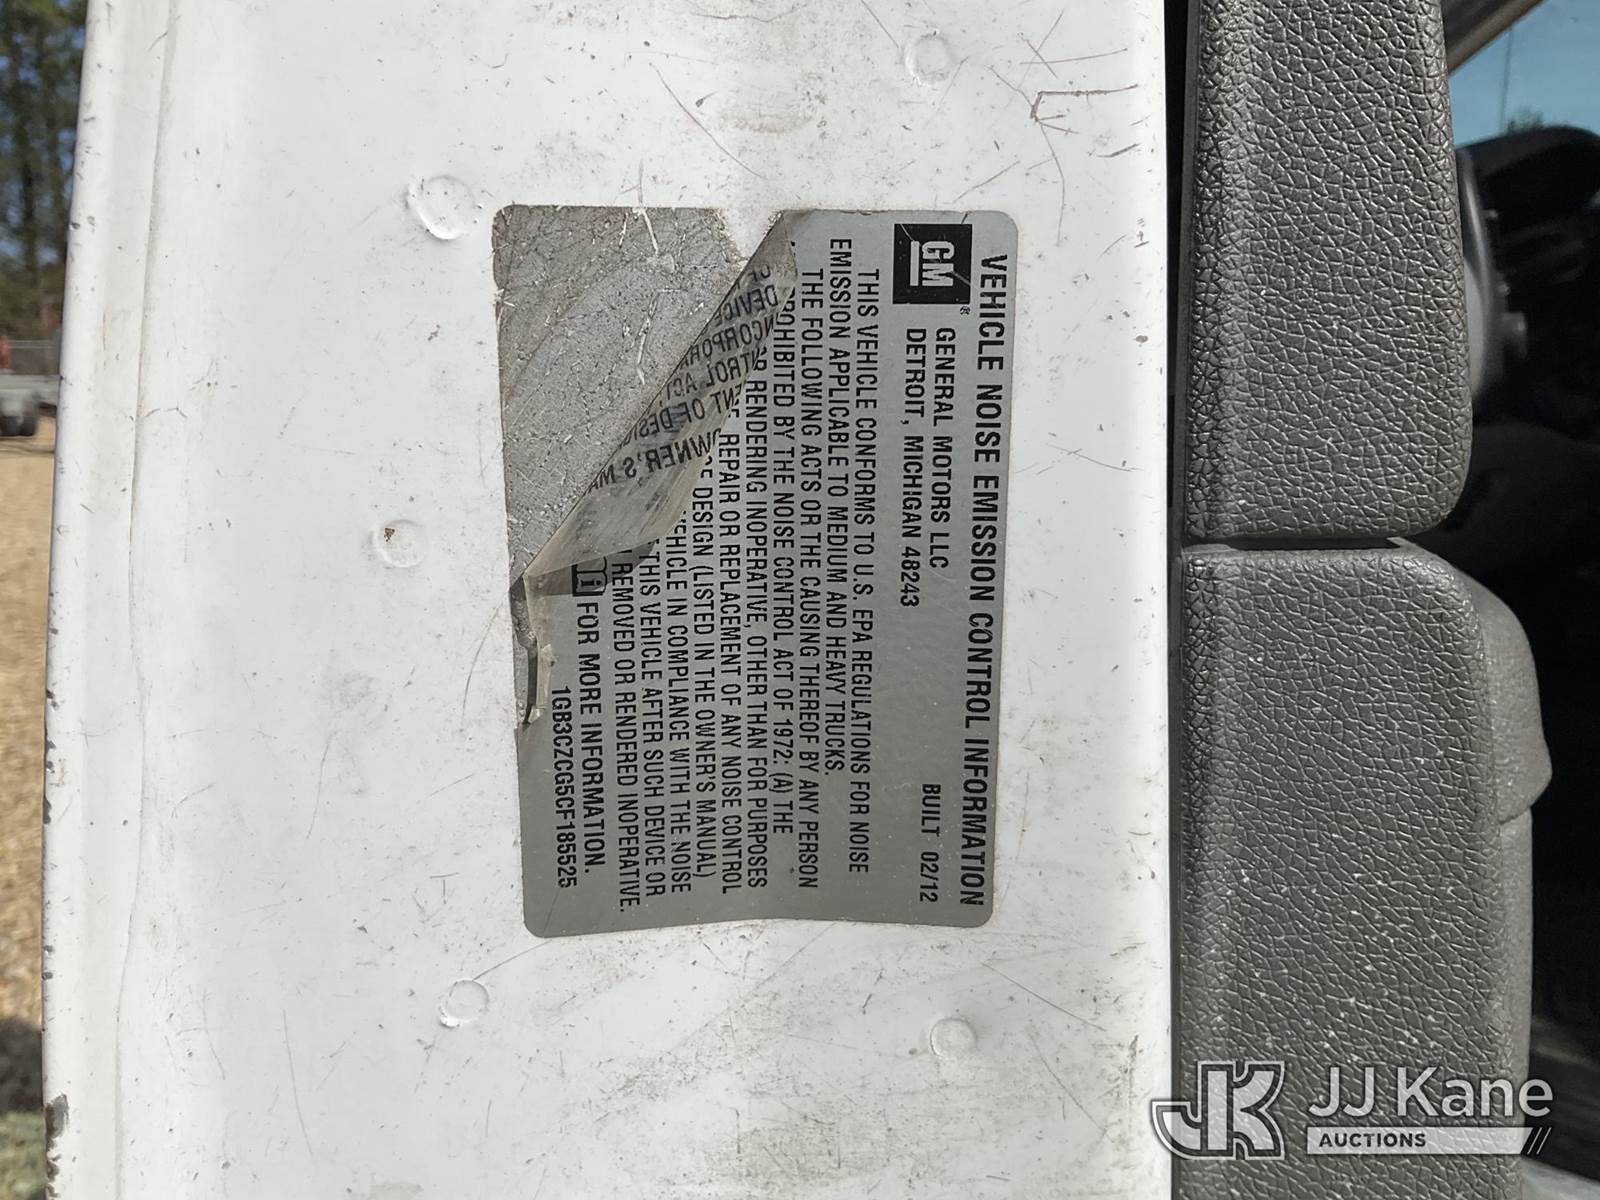 VEHICLE NOISE EMISSION CONTROL INFORMATION
GM®
GENERAL MOTORS LLC
DETROIT, MICHIGAN 48243
BUILT 02/12
THIS VEHICLE CONFORMS TO U.S. EPA REGULATIONS FOR NOISE
EMISSION APPLICABLE TO MEDIUM AND HEAVY TRUCKS.
THE FOLLOWING ACTS OR THE CAUSING THEREOF BY ANY PERSON
PROHIBITED BY THE NOISE CONTROL ACT OF 1972: (A) THE
RENDERING INOPERATIVE, OTHER THAN FOR PURPOSES
REPAIR OR REPLACEMENT OF ANY NOISE CONTROL
DESIGN (LISTED IN THE OWNER'S MANUAL)
VEHICLE IN COMPLIANCE WITH THE NOISE
THIS VEHICLE AFTER SUCH DEVICE OR
REMOVED OR RENDERED INOPERATIVE.
FOR MORE INFORMATION.
1GB3CZCG5CF185525
JK JJ Kane
AUCTIONS